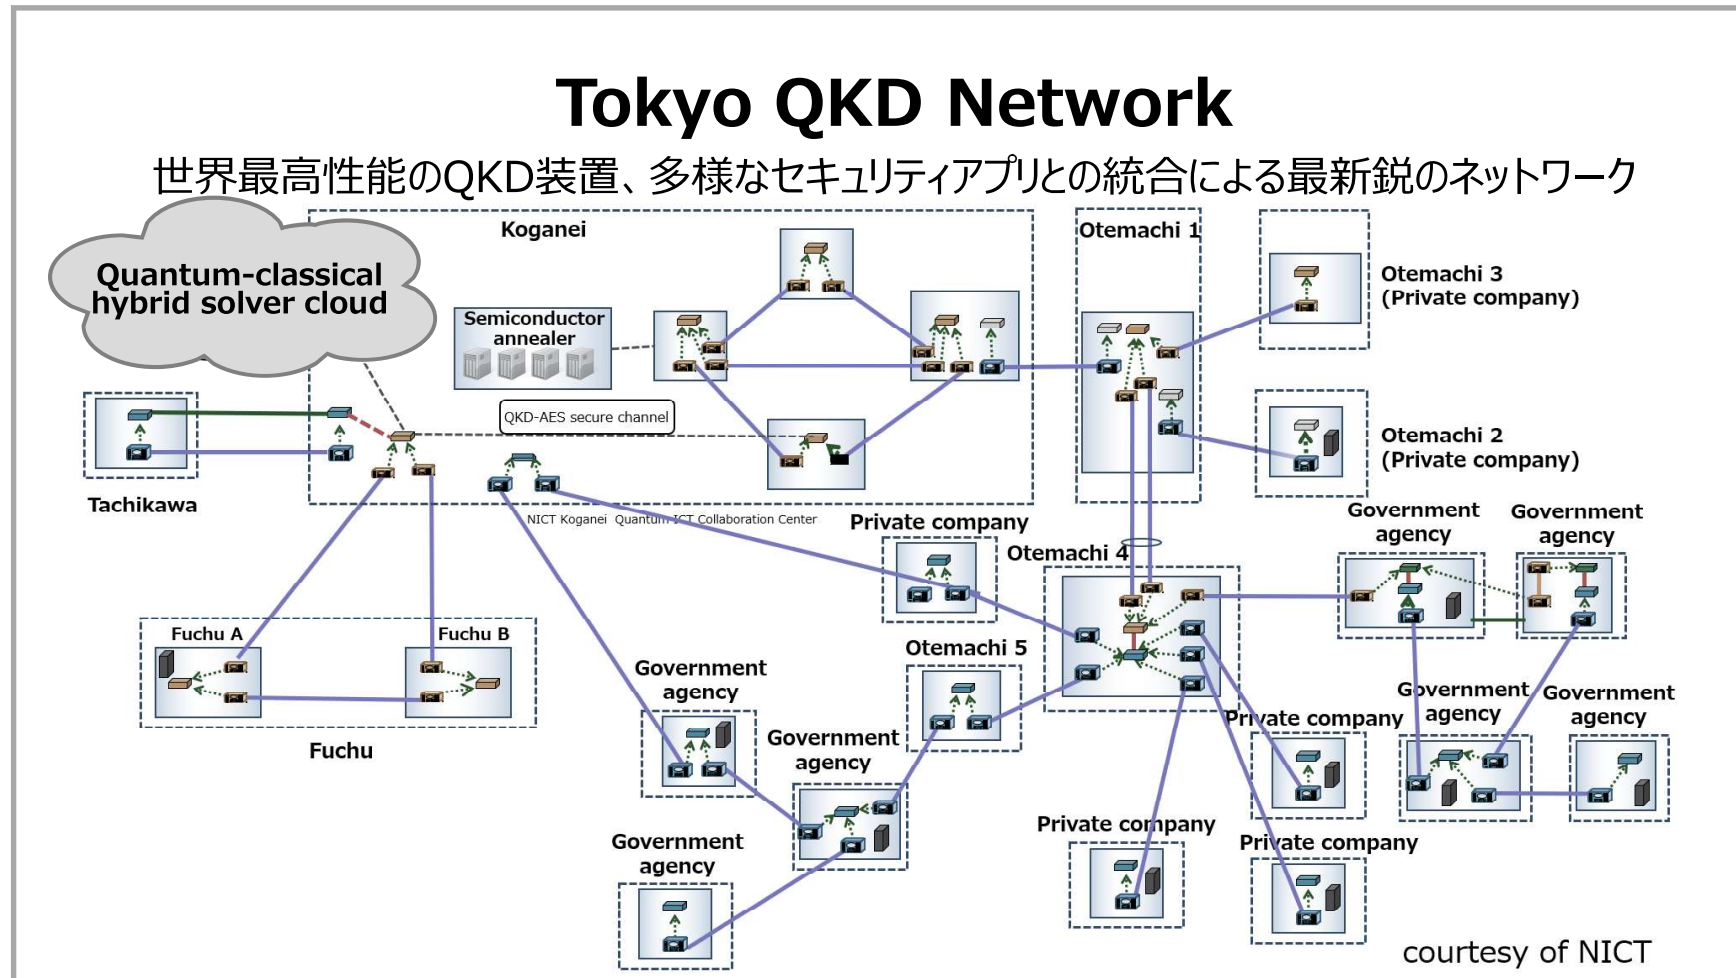 Tokyo QKD Network
世界最高性能のQKD装置、多様なセキュリティアプリとの統合による最新鋭のネットワーク
Quantum-classical
hybrid solver cloud
Koganei
Semiconductor
annealer
QKD-AES secure channel
NICT Koganei Quantum ICT Collaboration Center
Otemachi 1
Otemachi 3
(Private company)
Otemachi 2
(Private company)
Tachikawa
Fuchu A
Fuchu B
Fuchu
Private company
Otemachi 4
Government
agency
Government
agency
Otemachi 5
Government
agency
Government
agency
Government
agency
Government
agency
Government
agency
Private company
Private company
Private company
courtesy of NICT